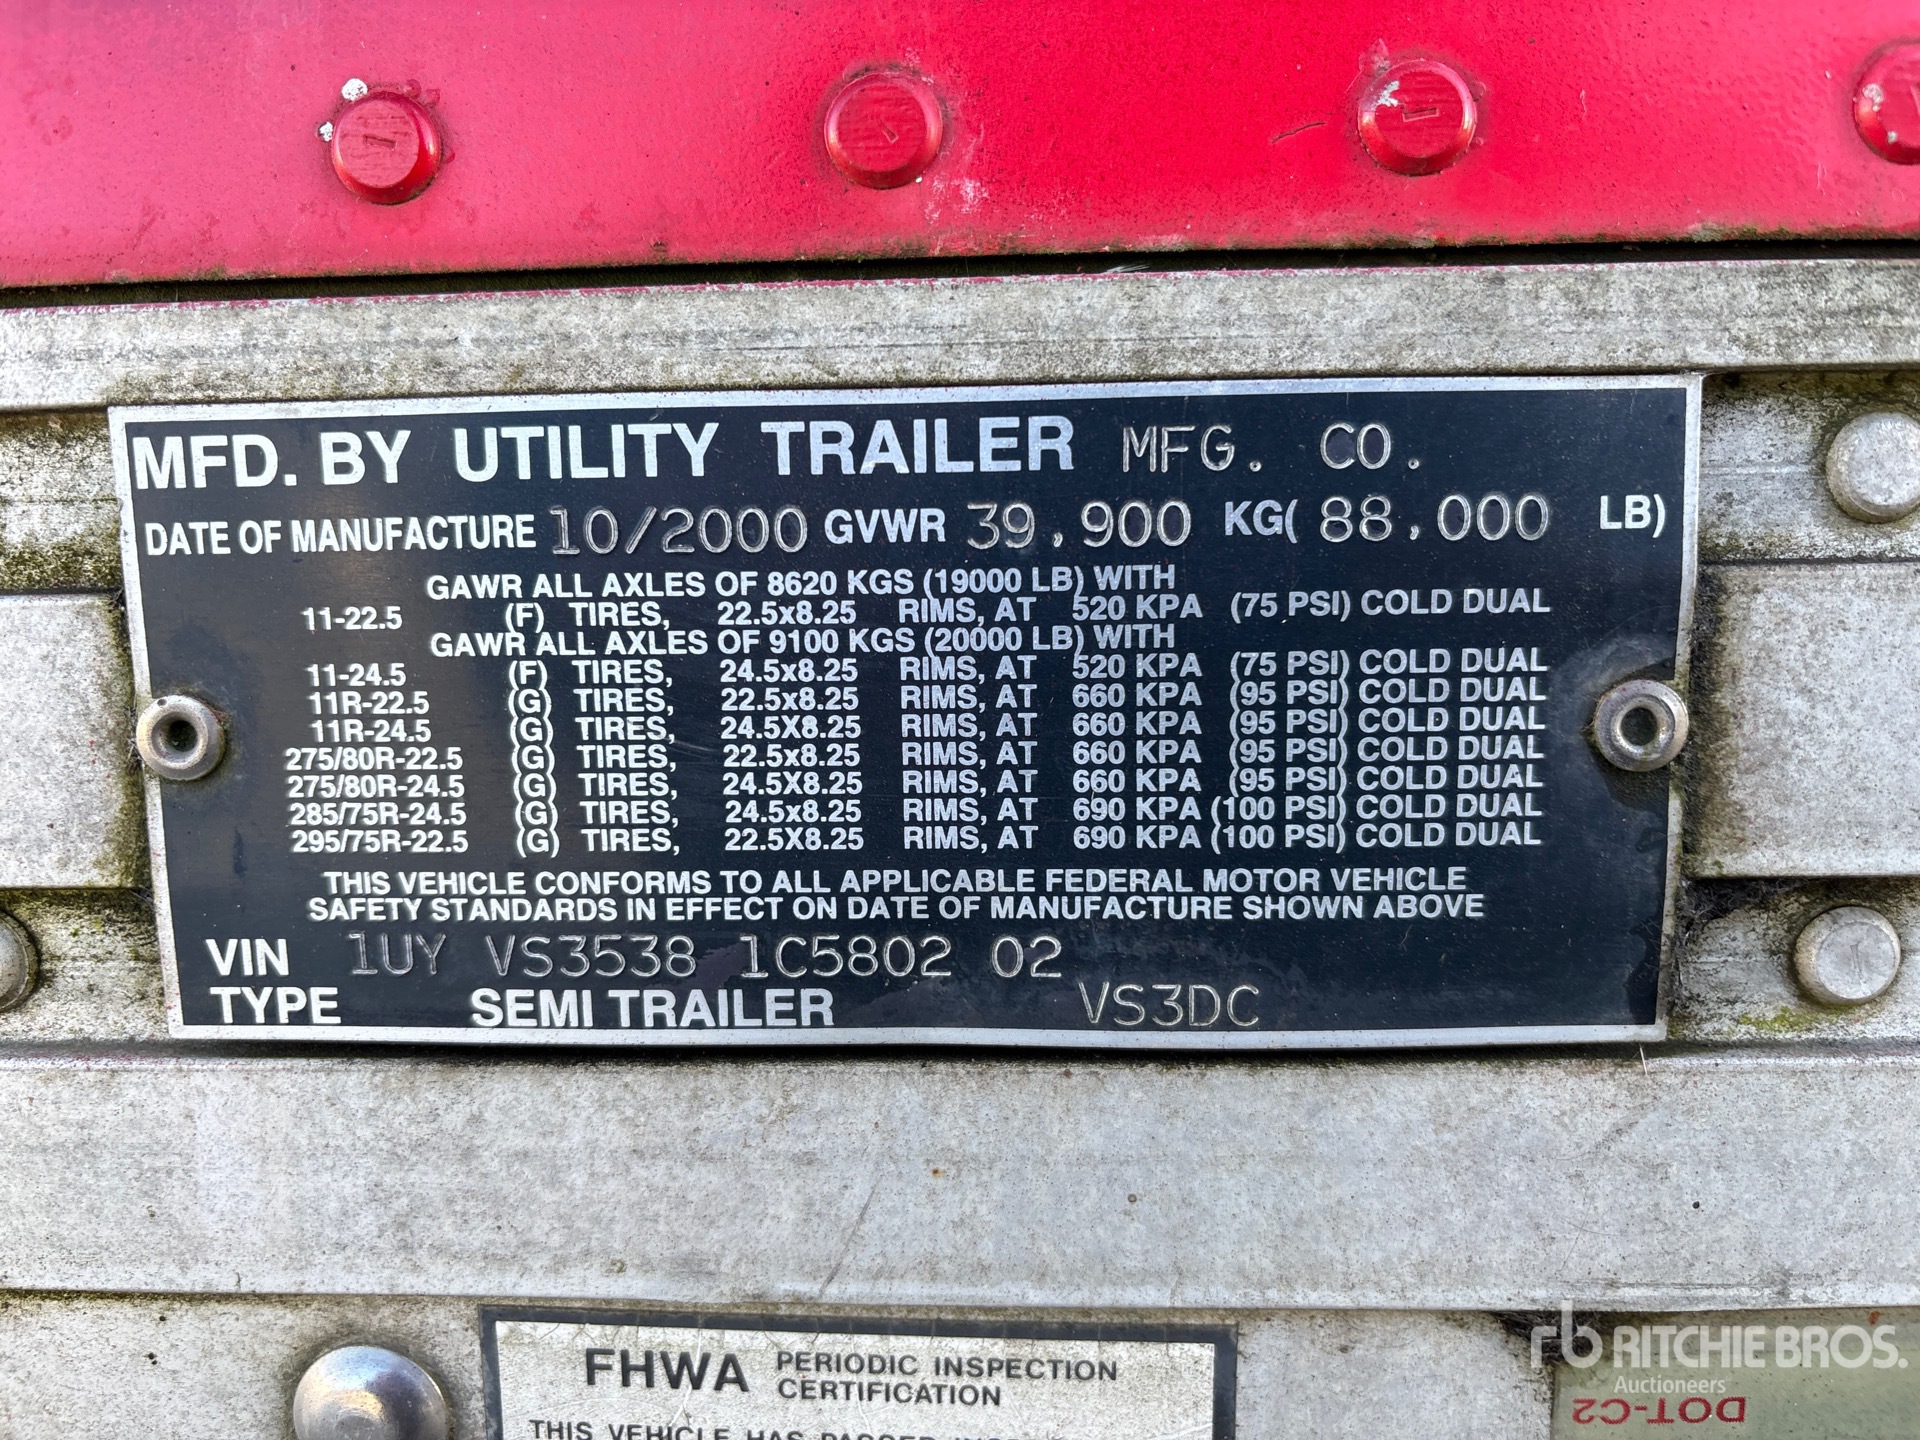 MFD. BY UTILITY TRAILER MFG. CO.
DATE OF MANUFACTURE 10/2000 GVWR 39,900 KG( 88,000 LB)
GAWR ALL AXLES OF 8620 KGS (19000 LB) WITH
11-22.5 (F) TIRES, 22.5x8.25 RIMS, AT 520 KPA (75 PSI) COLD DUAL
GAWR ALL AXLES OF 9100 KGS (20000 LB) WITH
11-24.5 (F) TIRES, 24.5x8.25 RIMS, AT 520 KPA (75 PSI) COLD DUAL
11R-22.5 (G) TIRES, 22.5x8.25 RIMS, AT 660 KPA (95 PSI) COLD DUAL
11R-24.5 (G) TIRES, 24.5X8.25 RIMS, AT 660 KPA (95 PSI) COLD DUAL
275/80R-22.5 (G) TIRES, 22.5x8.25 RIMS, AT 660 KPA (95 PSI) COLD DUAL
275/80R-24.5 (G) TIRES, 24.5X8.25 RIMS, AT 660 KPA (95 PSI) COLD DUAL
285/75R-24.5 (G) TIRES, 24.5x8.25 RIMS, AT 690 KPA (100 PSI) COLD DUAL
295/75R-22.5 (G) TIRES, 22.5X8.25 RIMS, AT 690 KPA (100 PSI) COLD DUAL
THIS VEHICLE CONFORMS TO ALL APPLICABLE FEDERAL MOTOR VEHICLE
SAFETY STANDARDS IN EFFECT ON DATE OF MANUFACTURE SHOWN ABOVE
VIN 1UY VS3538 1C5802 02
TYPE SEMI TRAILER VS3DC
FHWA PERIODIC INSPECTION
CERTIFICATION
THIS VEHICLE HAS PASSED
rb RITCHIE BROS.
Auctioneers
DOT-C2